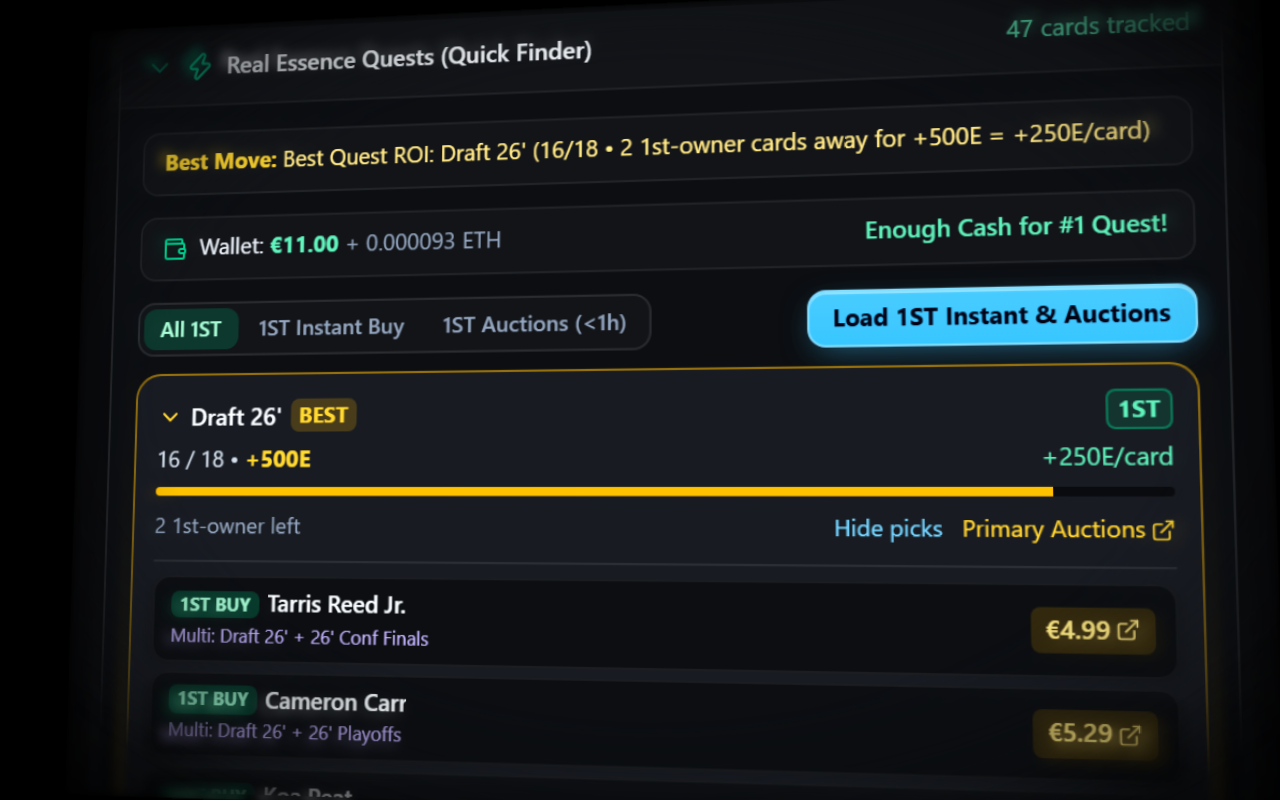 Real Essence Quests (Quick Finder)
47 cards tracked
Best Move: Best Quest ROI: Draft 26' (16/18 • 2 1st-owner cards away for +500E = +250E/card)
Wallet: €11.00 + 0.000093 ETH
Enough Cash for #1 Quest!
All 1ST
1ST Instant Buy
1ST Auctions (<1h)
Load 1ST Instant & Auctions
Draft 26' BEST
1ST
16 / 18 • +500E
+250E/card
2 1st-owner left
Hide picks
Primary Auctions
1ST BUY Tarris Reed Jr.
Multi: Draft 26' + 26' Conf Finals
€4.99
1ST BUY Cameron Carr
Multi: Draft 26' + 26' Playoffs
€5.29